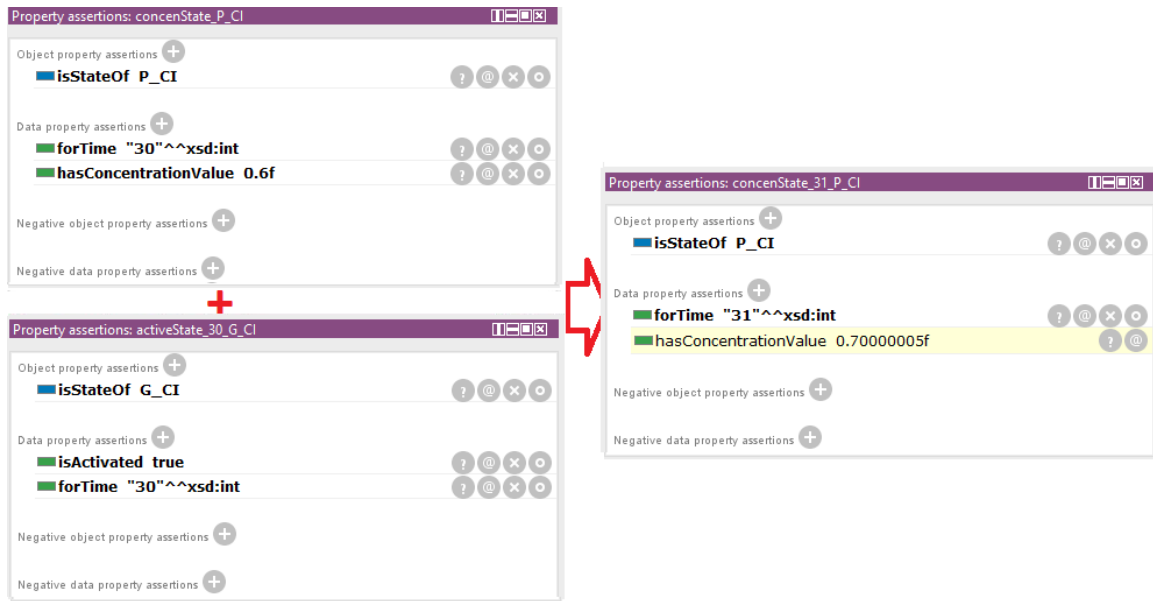 Property assertions: concenState_P_CI
Object property assertions
isStateOf P_CI
Data property assertions
forTime "30"^^xsd:int
hasConcentrationValue 0.6f
Negative object property assertions
Negative data property assertions
+
Property assertions: activeState_30_G_CI
Object property assertions
isStateOf G_CI
Data property assertions
isActivated true
forTime "30"^^xsd:int
Negative object property assertions
Negative data property assertions
Property assertions: concenState_31_P_CI
Object property assertions
isStateOf P_CI
Data property assertions
forTime "31"^^xsd:int
hasConcentrationValue 0.70000005f
Negative object property assertions
Negative data property assertions